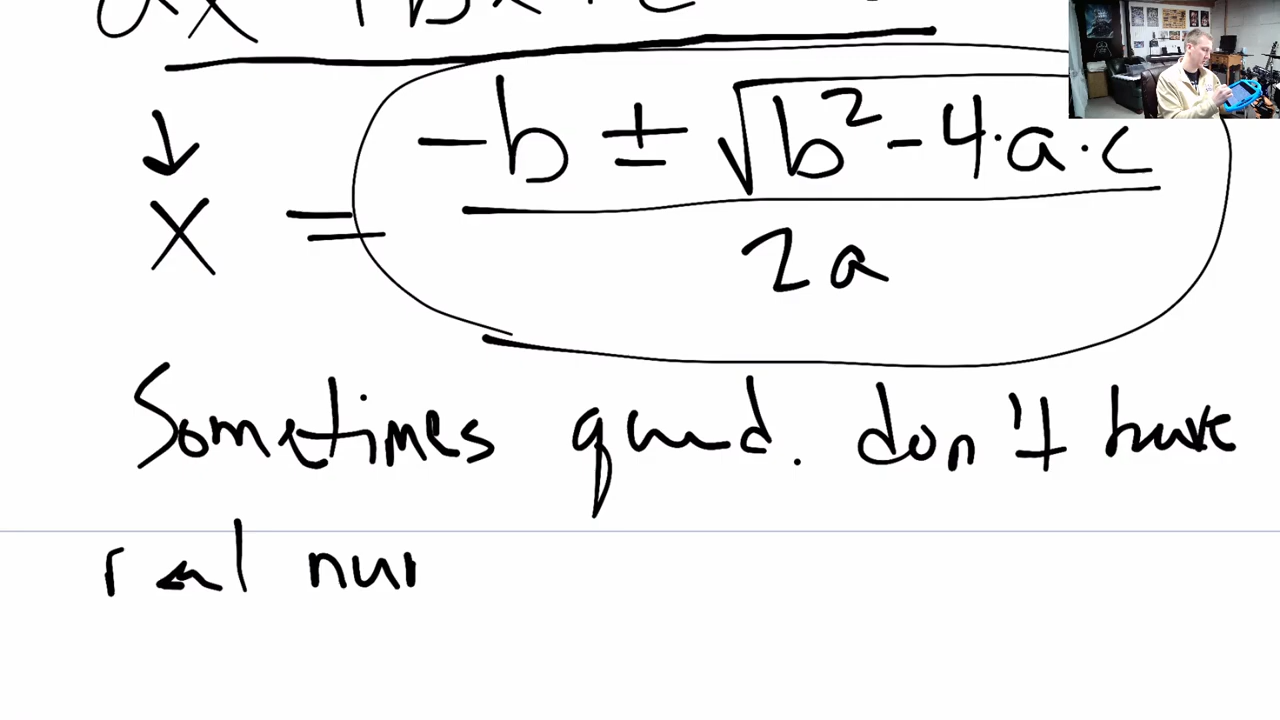 x = -b ± √b² - 4·a·c / 2a
Sometimes quad. don't have
real nu